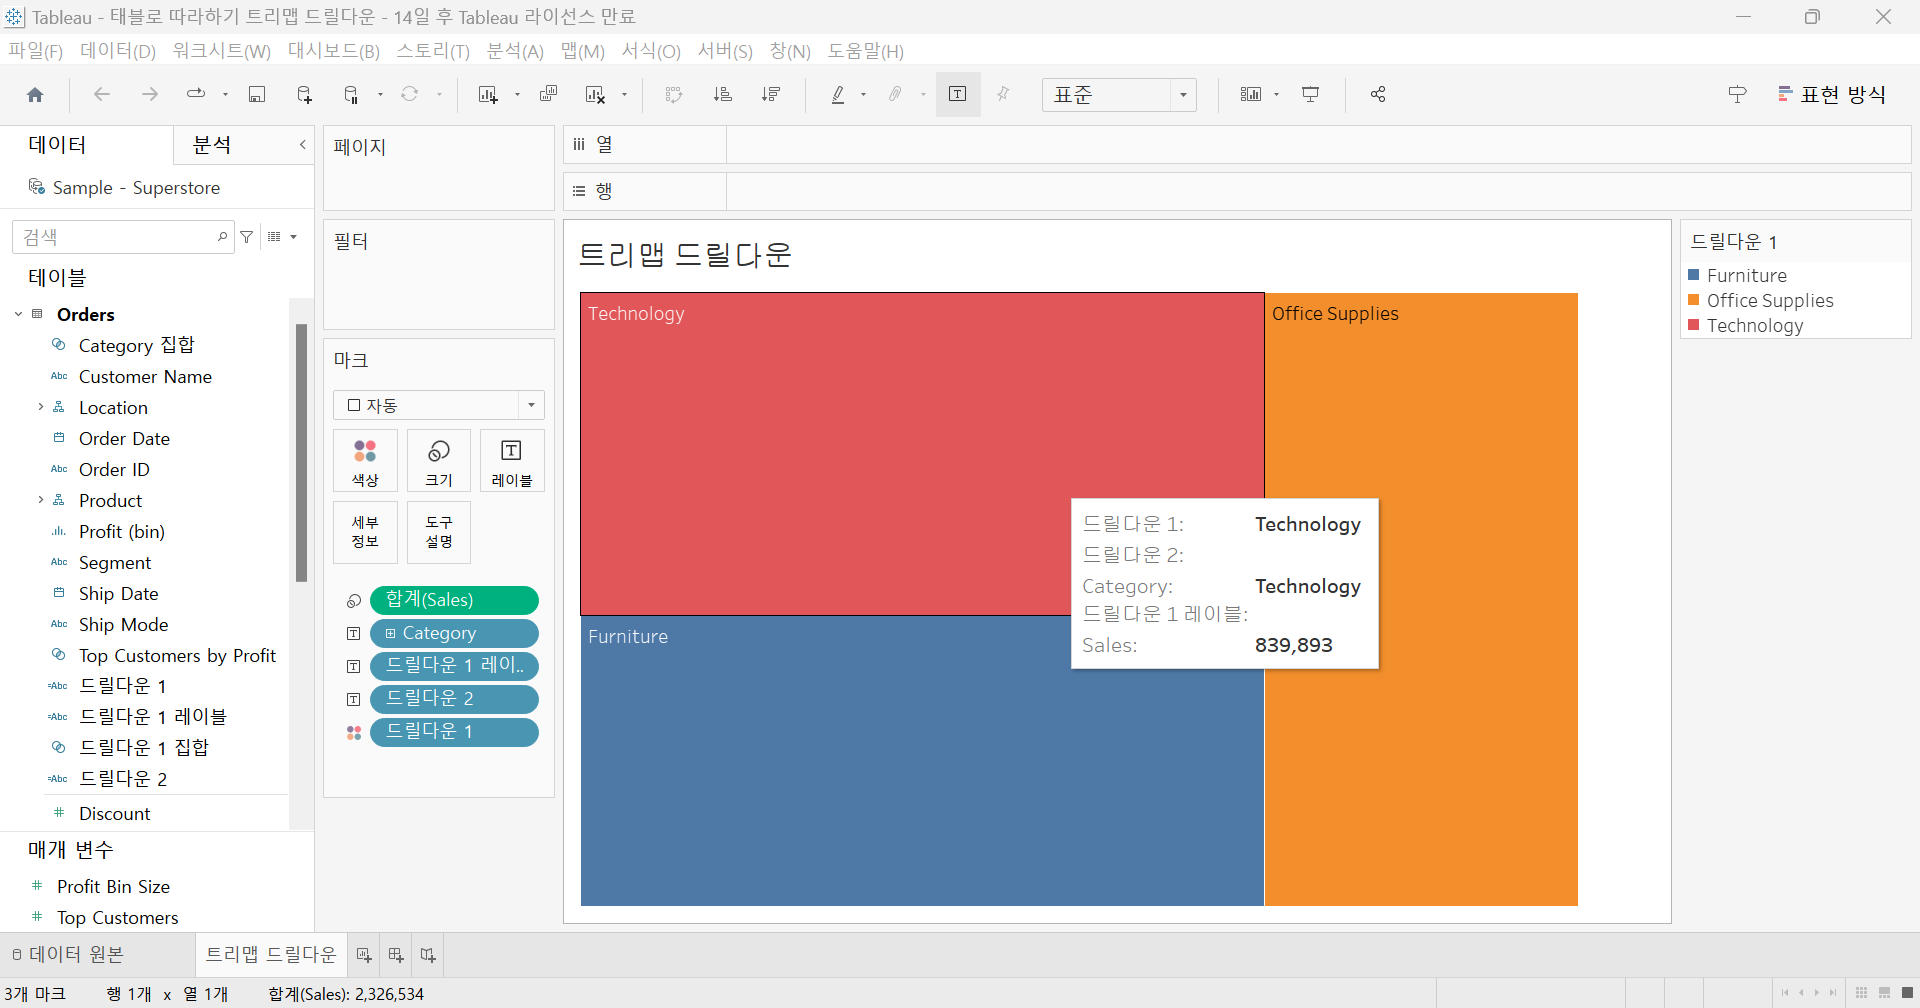 Tableau - 태블로 따라하기 트리맵 드릴다운 - 14일 후 Tableau 라이선스 만료
파일(F) 데이터(D) 워크시트(W) 대시보드(B) 스토리(T) 분석(A) 맵(M) 서식(O) 서버(S) 창(N) 도움말(H)
표준
표현 방식
데이터
분석
Sample - Superstore
검색
테이블
Orders
Category 집합
Abc Customer Name
Location
Order Date
Abc Order ID
Product
Profit (bin)
Abc Segment
Ship Date
Abc Ship Mode
Top Customers by Profit
=Abc 드릴다운 1
=Abc 드릴다운 1 레이블
드릴다운 1 집합
=Abc 드릴다운 2
# Discount
매개 변수
# Profit Bin Size
# Top Customers
페이지
필터
마크
자동
색상
크기
레이블
세부
정보
도구
설명
합계(Sales)
Category
드릴다운 1 레이..
드릴다운 2
드릴다운 1
열
행
트리맵 드릴다운
Technology
Office Supplies
Furniture
드릴다운 1: Technology
드릴다운 2:
Category: Technology
드릴다운 1 레이블:
Sales: 839,893
드릴다운 1
Furniture
Office Supplies
Technology
데이터 원본
트리맵 드릴다운
3개 마크 행 1개 x 열 1개 합계(Sales): 2,326,534